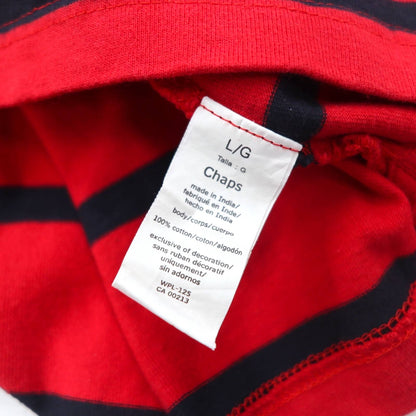 L/G
Talla : G
Chaps
made in India/
fabriqué en Inde/
hecho en India
body/corps/cuerpo
100% cotton/coton/algodón
exclusive of decoration/
sans ruban décoratif
uniquement/
sin adornos
WPL-125
CA 00213